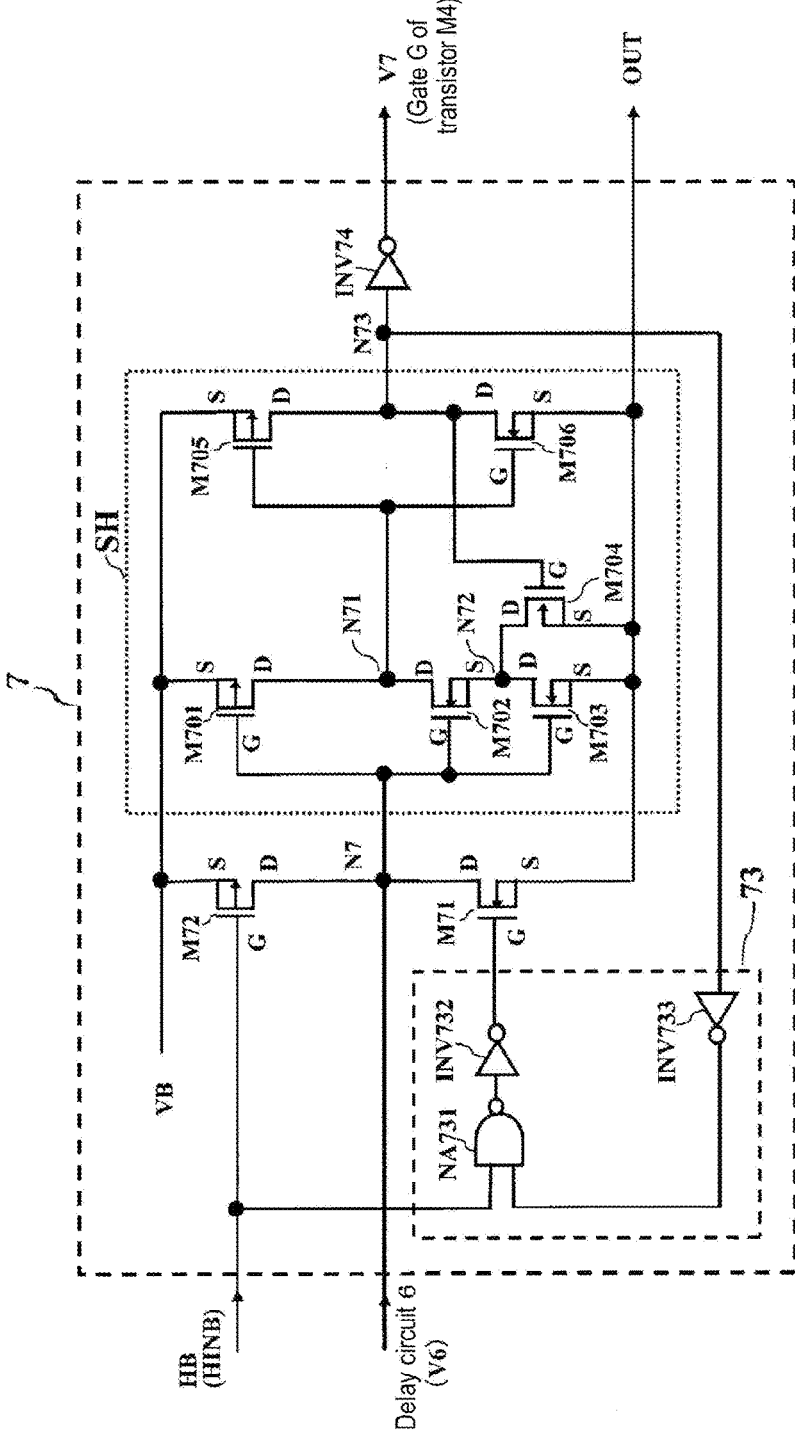 7
HB
(HINB)
Delay circuit 6
(V6)
VB
M72
S
D
G
N7
M71
D
S
G
73
NA731
INV732
INV733
SH
M701
S
D
G
N71
M702
D
S
G
N72
M703
D
S
G
M704
D
S
G
M705
S
D
M706
D
S
G
N73
INV74
V7
(Gate G of
transistor M4)
OUT